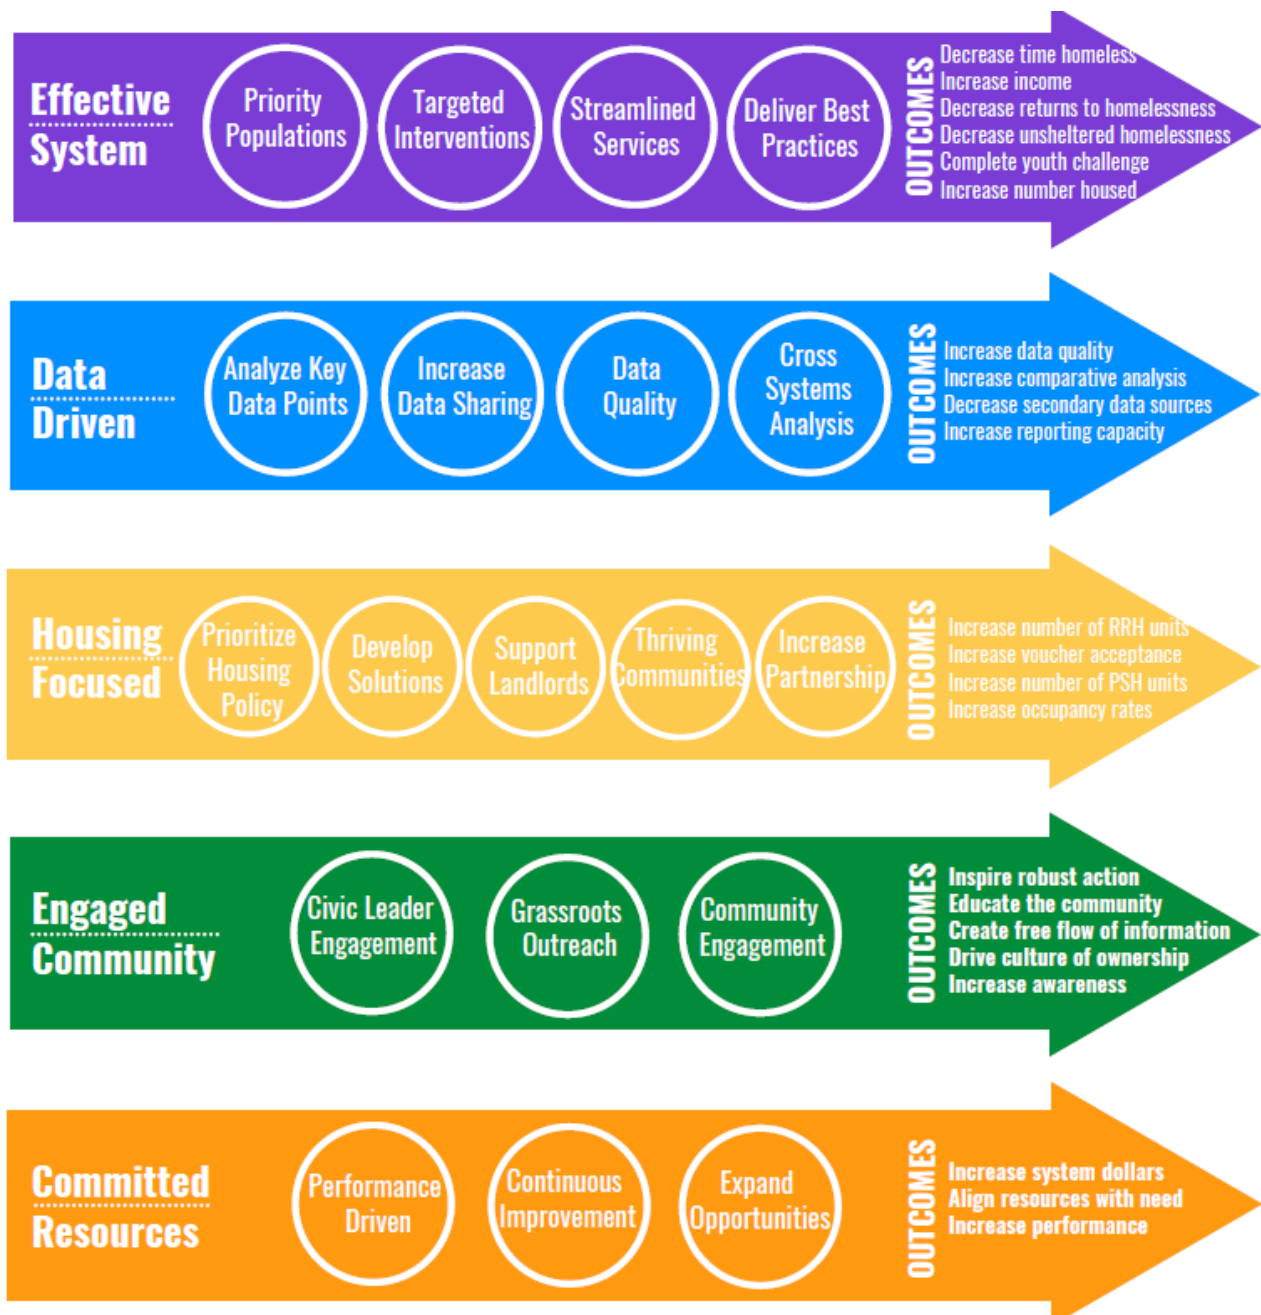 Effective
System
Priority
Populations
Targeted
Interventions
Streamlined
Services
Deliver Best
Practices
OUTCOMES
Decrease time homeless
Increase income
Decrease returns to homelessness
Decrease unsheltered homelessness
Complete youth challenge
Increase number housed
Data
Driven
Analyze Key
Data Points
Increase
Data Sharing
Data
Quality
Cross
Systems
Analysis
OUTCOMES
Increase data quality
Increase comparative analysis
Decrease secondary data sources
Increase reporting capacity
Housing
Focused
Prioritize
Housing
Policy
Develop
Solutions
Support
Landlords
Thriving
Communities
Increase
Partnership
OUTCOMES
Increase number of RRH units
Increase voucher acceptance
Increase number of PSH units
Increase occupancy rates
Engaged
Community
Civic Leader
Engagement
Grassroots
Outreach
Community
Engagement
OUTCOMES
Inspire robust action
Educate the community
Create free flow of information
Drive culture of ownership
Increase awareness
Committed
Resources
Performance
Driven
Continuous
Improvement
Expand
Opportunities
OUTCOMES
Increase system dollars
Align resources with need
Increase performance